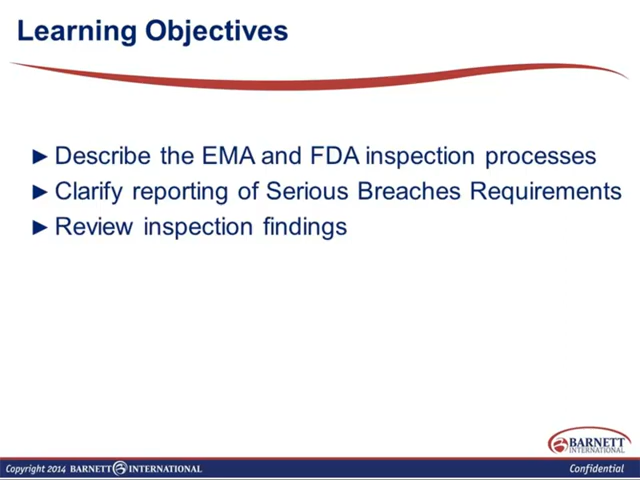 Learning Objectives
► Describe the EMA and FDA inspection processes
► Clarify reporting of Serious Breaches Requirements
► Review inspection findings
BARNETT
INTERNATIONAL
Copyright 2014 BARNETT INTERNATIONAL
Confidential